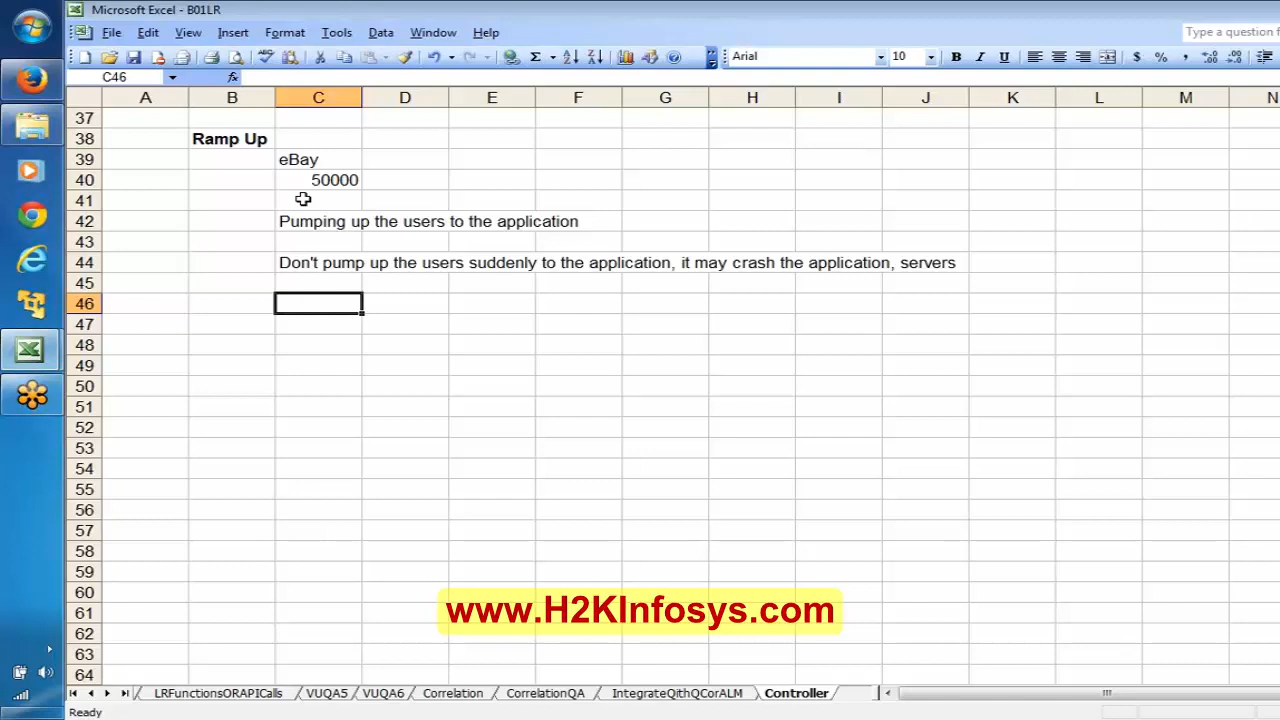 Microsoft Excel - B01LR
File Edit View Insert Format Tools Data Window Help
Type a question f
Arial 10 B I U $ % ,
C46 fx
A B C D E F G H I J K L M N
37
38 Ramp Up
39 eBay
40 50000
41
42 Pumping up the users to the application
43
44 Don't pump up the users suddenly to the application, it may crash the application, servers
45
46
47
48
49
50
51
52
53
54
55
56
57
58
59
60
61
62
63
64
www.H2KInfosys.com
LRFunctionsORAPICalls VUQA5 VUQA6 Correlation CorrelationQA IntegrateQithQCorALM Controller
Ready